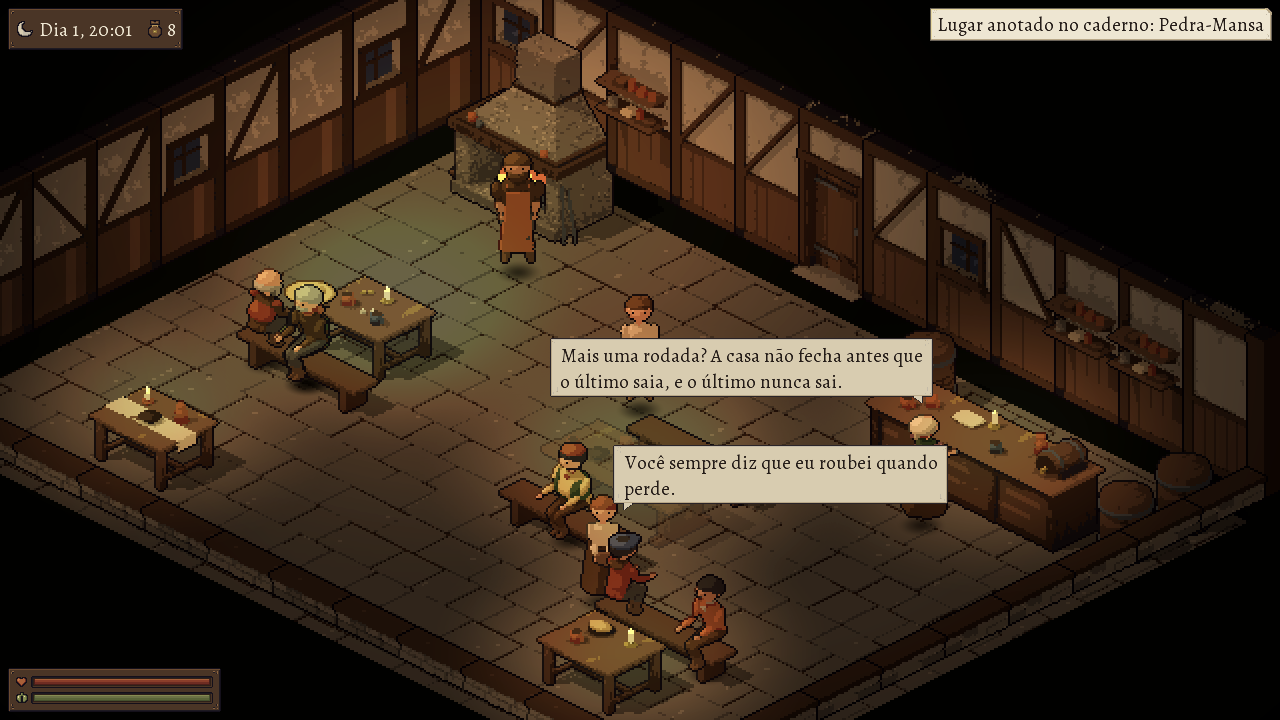 Dia 1, 20:01 8
Lugar anotado no caderno: Pedra-Mansa
Mais uma rodada? A casa não fecha antes que
o último saia, e o último nunca sai.
Você sempre diz que eu roubei quando
perde.